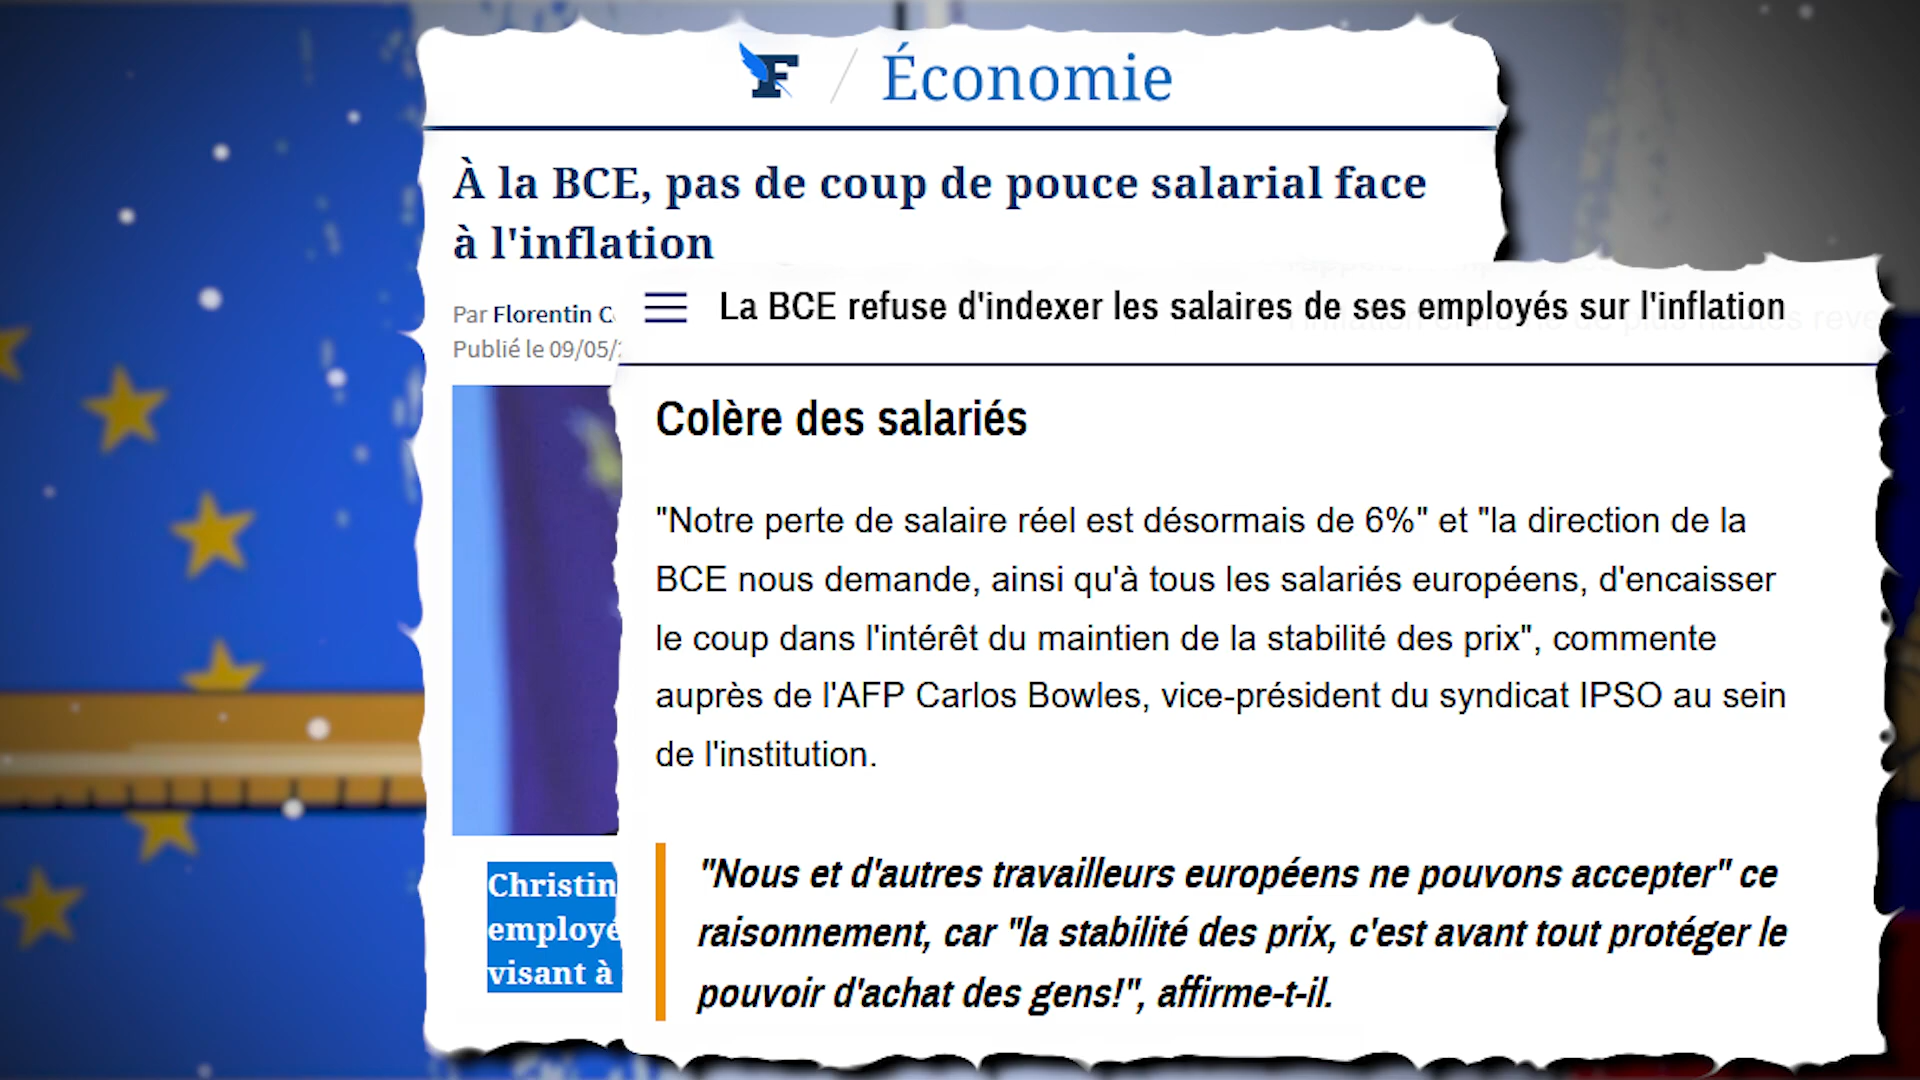 F / Économie
À la BCE, pas de coup de pouce salarial face
à l'inflation
Par Florentin
Publié le 09/05/
La BCE refuse d'indexer les salaires de ses employés sur l'inflation
Colère des salariés
"Notre perte de salaire réel est désormais de 6%" et "la direction de la
BCE nous demande, ainsi qu'à tous les salariés européens, d'encaisser
le coup dans l'intérêt du maintien de la stabilité des prix", commente
auprès de l'AFP Carlos Bowles, vice-président du syndicat IPSO au sein
de l'institution.
"Nous et d'autres travailleurs européens ne pouvons accepter" ce
raisonnement, car "la stabilité des prix, c'est avant tout protéger le
pouvoir d'achat des gens!", affirme-t-il.
Christin
employé
visant à